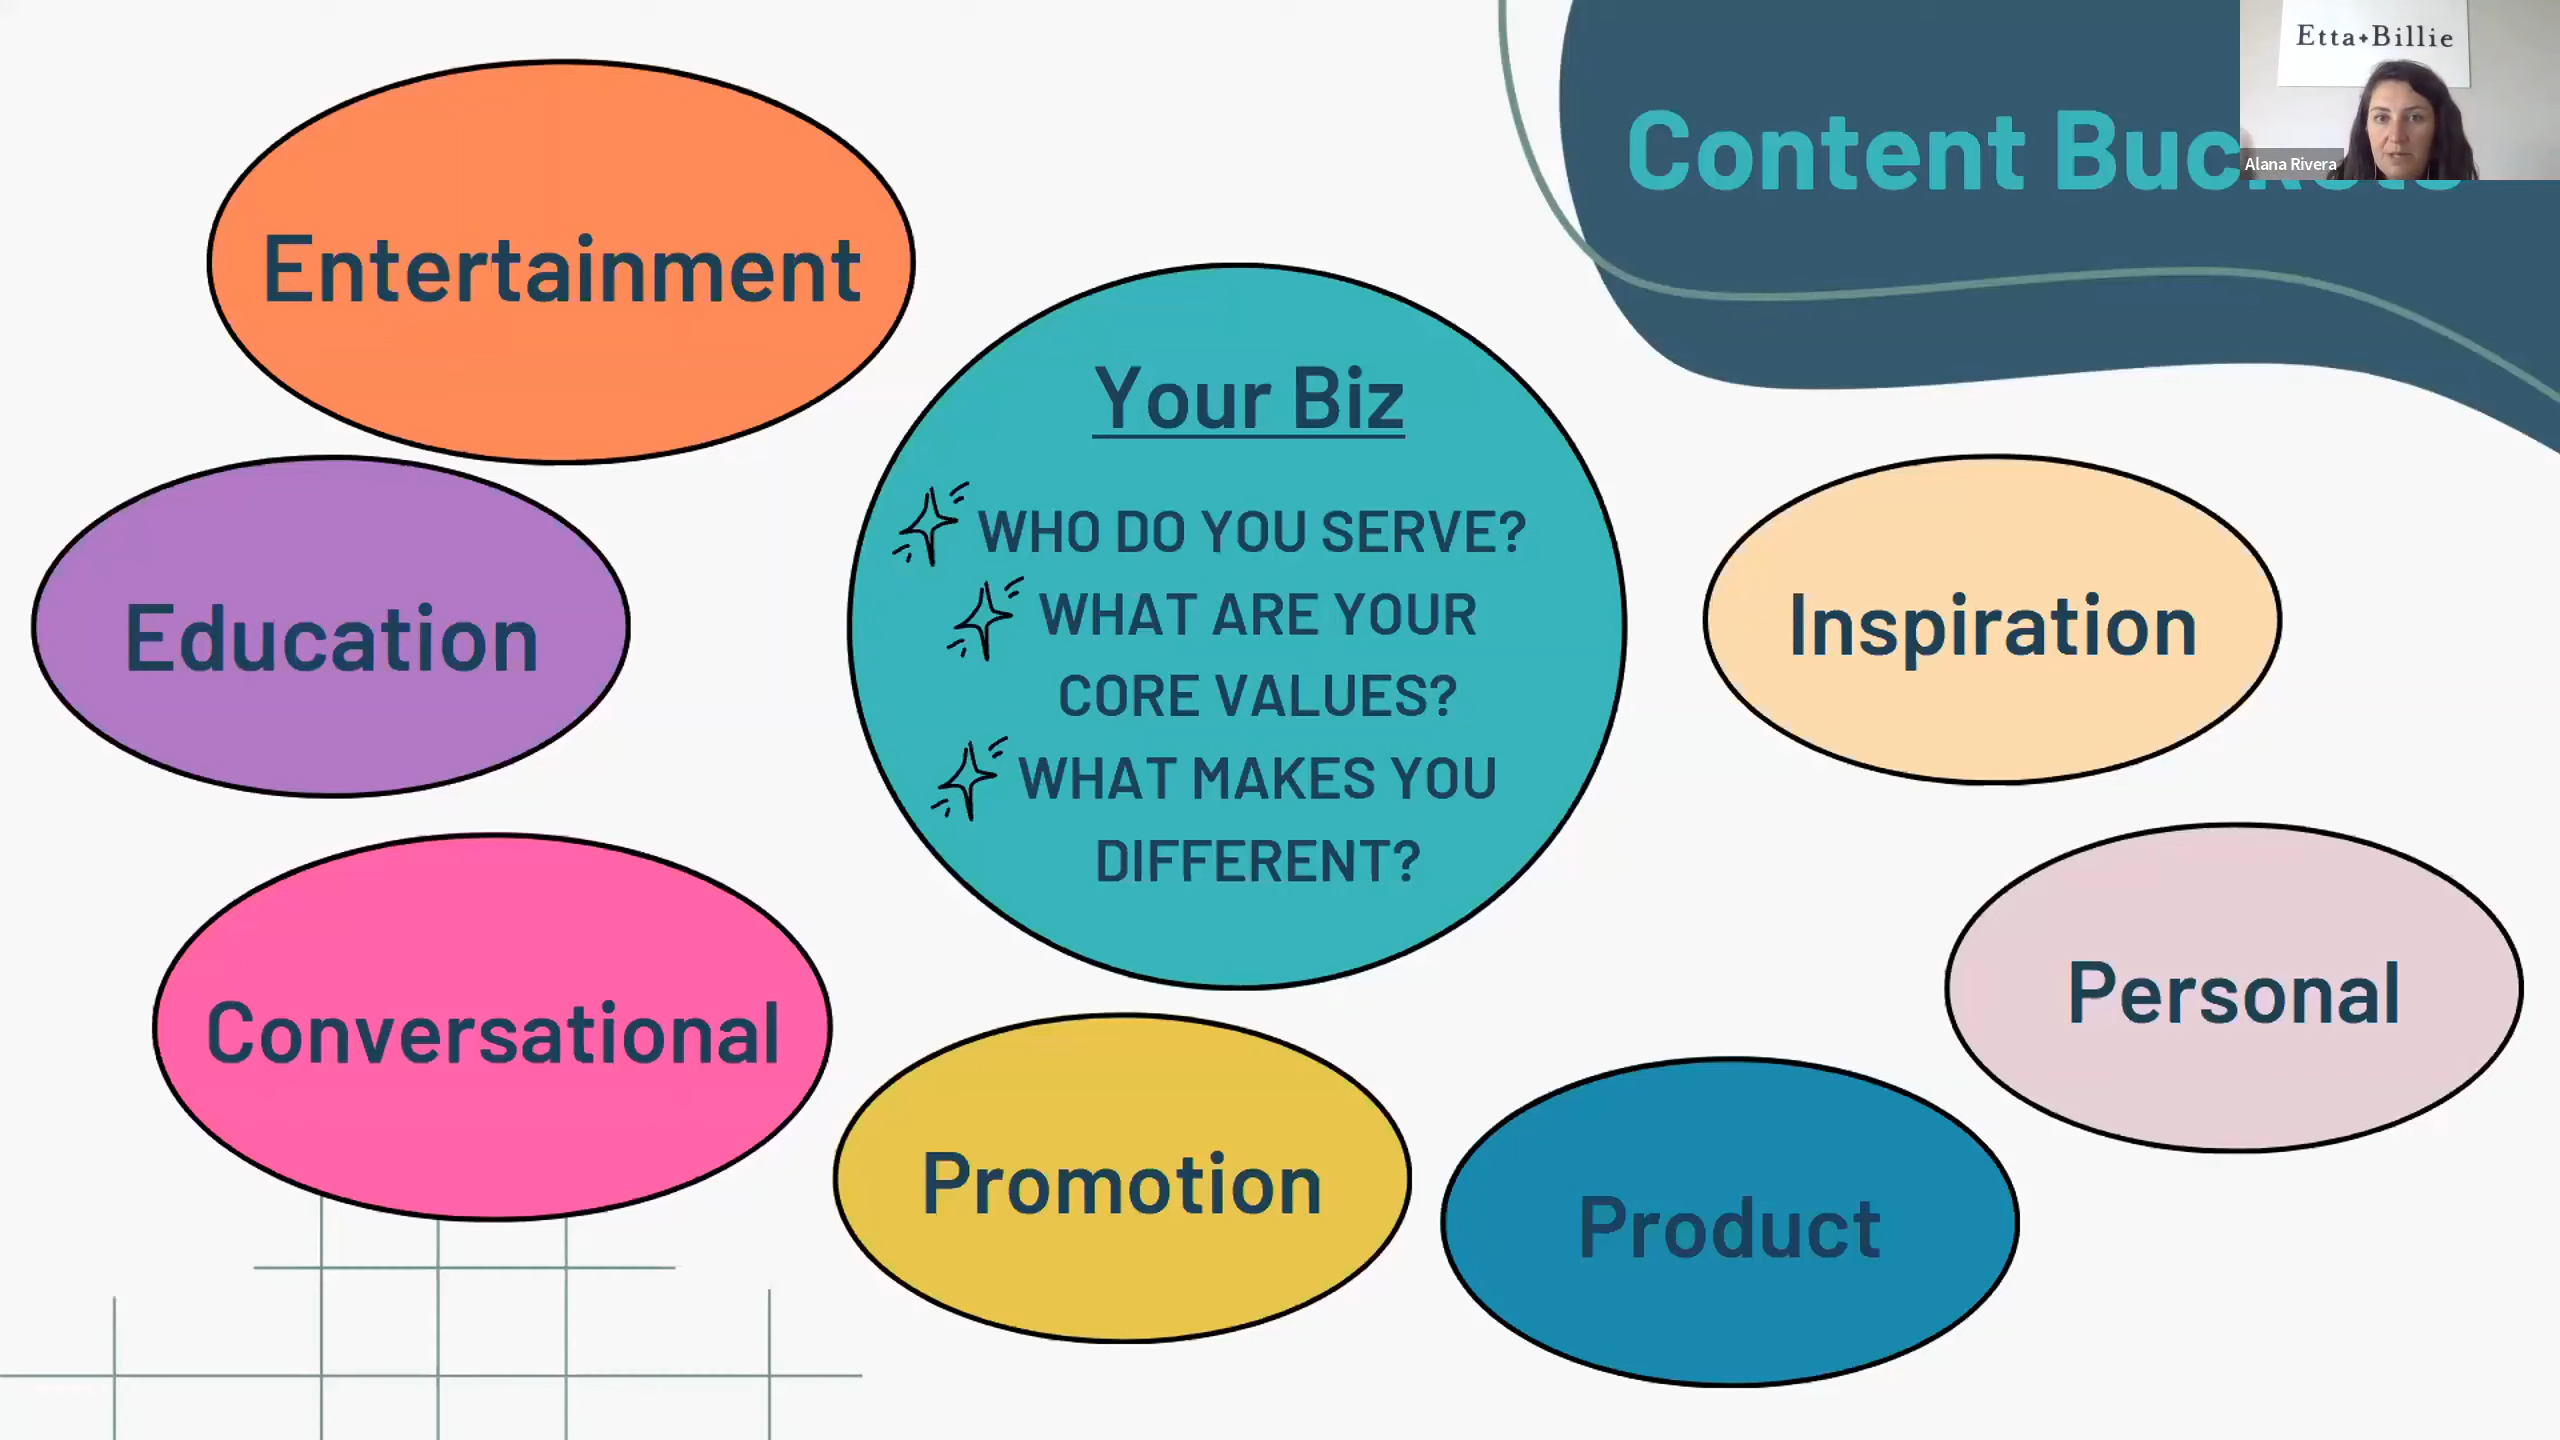 Etta+Billie
Alana Rivera
Content
Entertainment
Your Biz
WHO DO YOU SERVE?
WHAT ARE YOUR
CORE VALUES?
WHAT MAKES YOU
DIFFERENT?
Education
Inspiration
Conversational
Personal
Promotion
Product